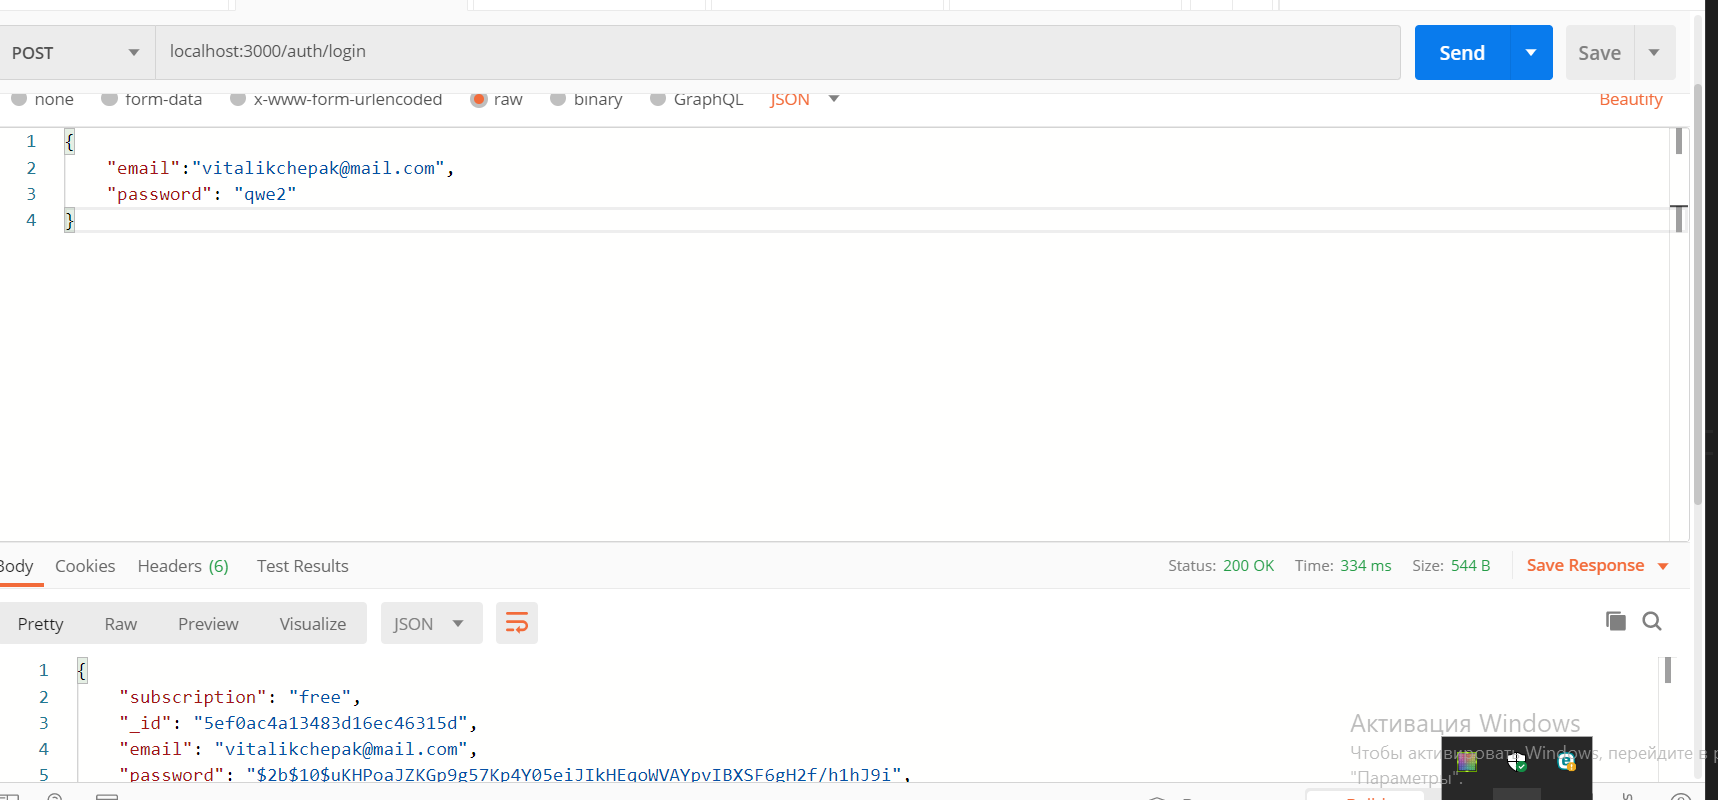 POST localhost:3000/auth/login Send Save
none form-data x-www-form-urlencoded raw binary GraphQL JSON Beautify
1 {
2 "email":"vitalikchepak@mail.com",
3 "password": "qwe2"
4 }
Body Cookies Headers (6) Test Results Status: 200 OK Time: 334 ms Size: 544 B Save Response
Pretty Raw Preview Visualize JSON
1 {
2 "subscription": "free",
3 "_id": "5ef0ac4a13483d16ec46315d",
4 "email": "vitalikchepak@mail.com",
5 "password": "$2b$10$uKHPoaJZKGp9g57Kp4Y05eiJIkHEqoWVAYpvIBXSF6gH2f/h1hJ9i",
Активация Windows
Чтобы активировать Windows, перейдите в
"Параметры".